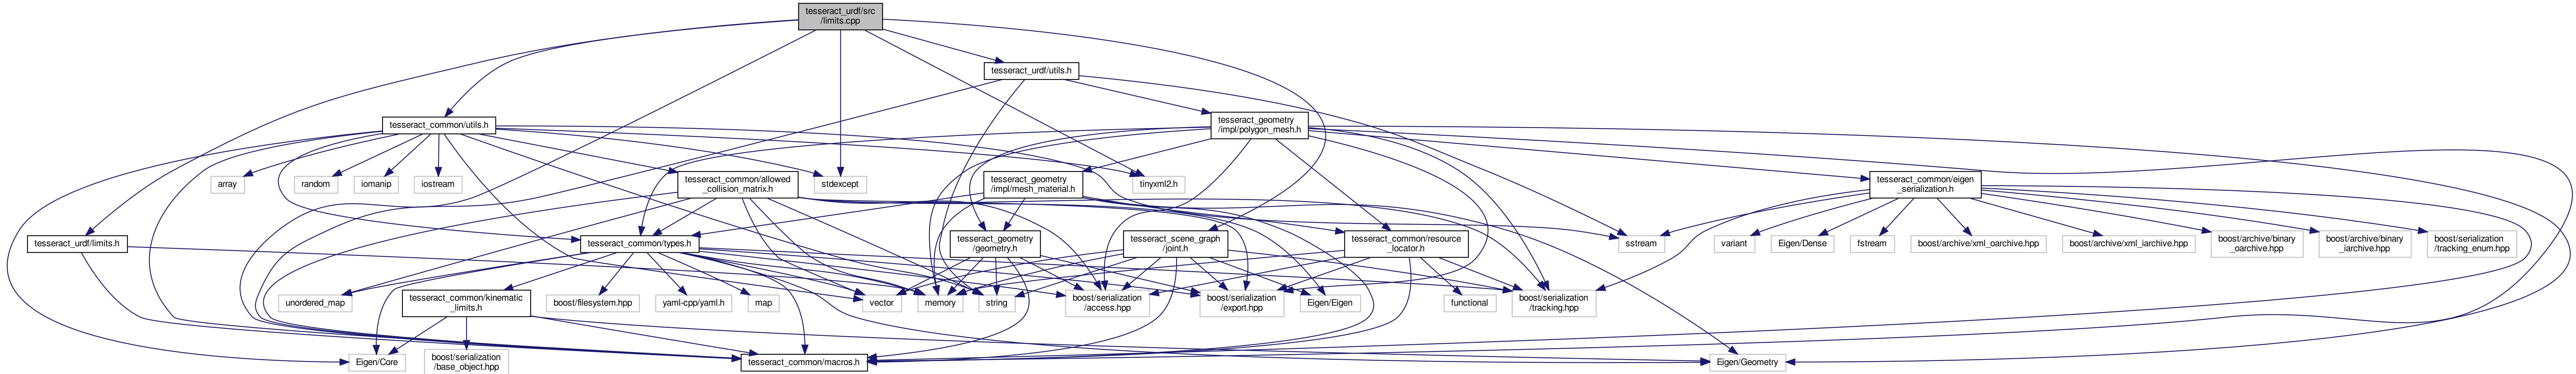 tesseract_urdf/src
/limits.cpp
tesseract_urdf/utils.h
tesseract_common/utils.h
tesseract_geometry
/impl/polygon_mesh.h
array
random
iomanip
iostream
tesseract_common/allowed
_collision_matrix.h
stdexcept
tesseract_geometry
/impl/mesh_material.h
tinyxml2.h
tesseract_common/eigen
_serialization.h
tesseract_urdf/limits.h
tesseract_common/types.h
tesseract_geometry
/geometry.h
tesseract_scene_graph
/joint.h
tesseract_common/resource
_locator.h
sstream
variant
Eigen/Dense
fstream
boost/archive/xml_oarchive.hpp
boost/archive/xml_iarchive.hpp
boost/archive/binary
_oarchive.hpp
boost/archive/binary
_iarchive.hpp
boost/serialization
/tracking_enum.hpp
unordered_map
tesseract_common/kinematic
_limits.h
boost/filesystem.hpp
yaml-cpp/yaml.h
map
vector
memory
string
boost/serialization
/access.hpp
boost/serialization
/export.hpp
Eigen/Eigen
functional
boost/serialization
/tracking.hpp
Eigen/Core
boost/serialization
/base_object.hpp
tesseract_common/macros.h
Eigen/Geometry